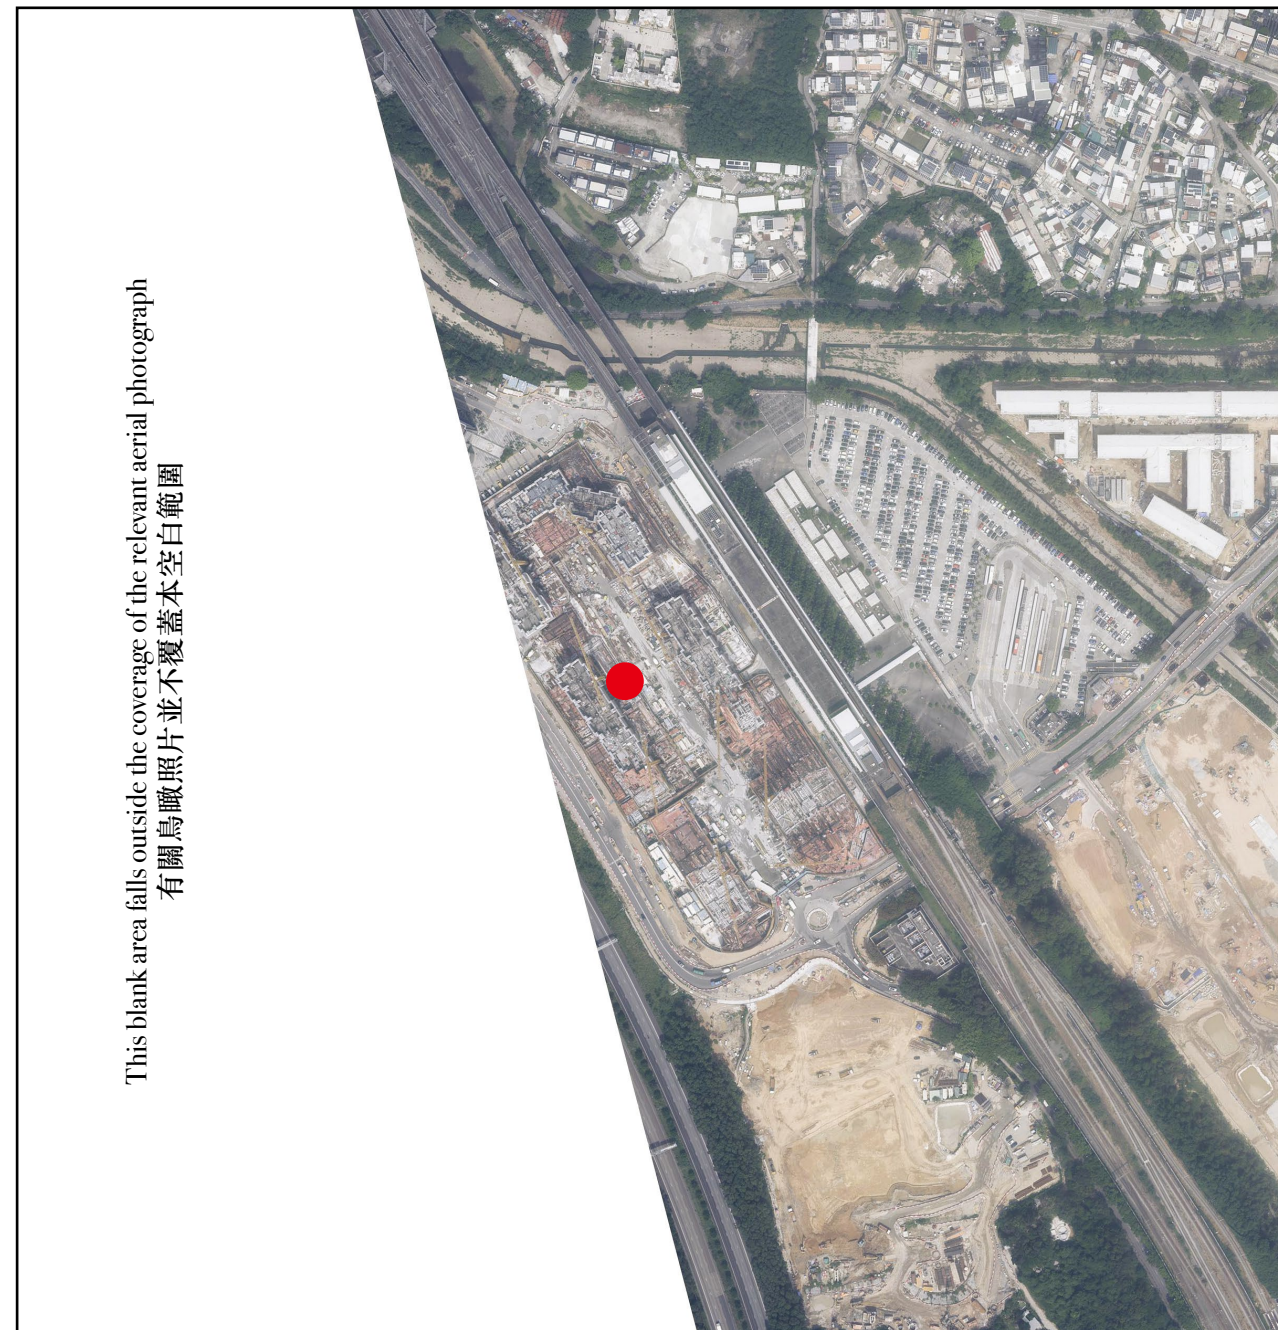 This blank area falls outside the coverage of the relevant aerial photograph
有關鳥瞰照片並不覆蓋本空白範圍